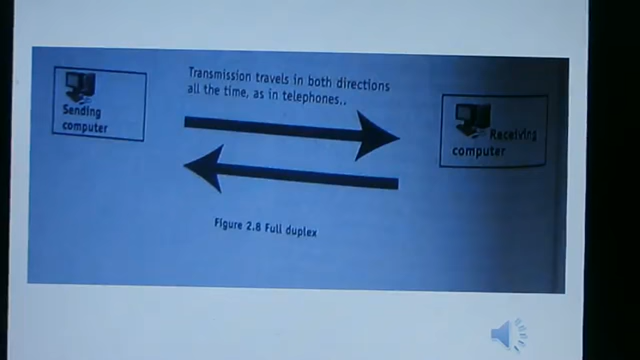 Transmission travels in both directions
all the time, as in telephones..
Sending
computer
Receiving
computer
Figure 2.8 Full duplex